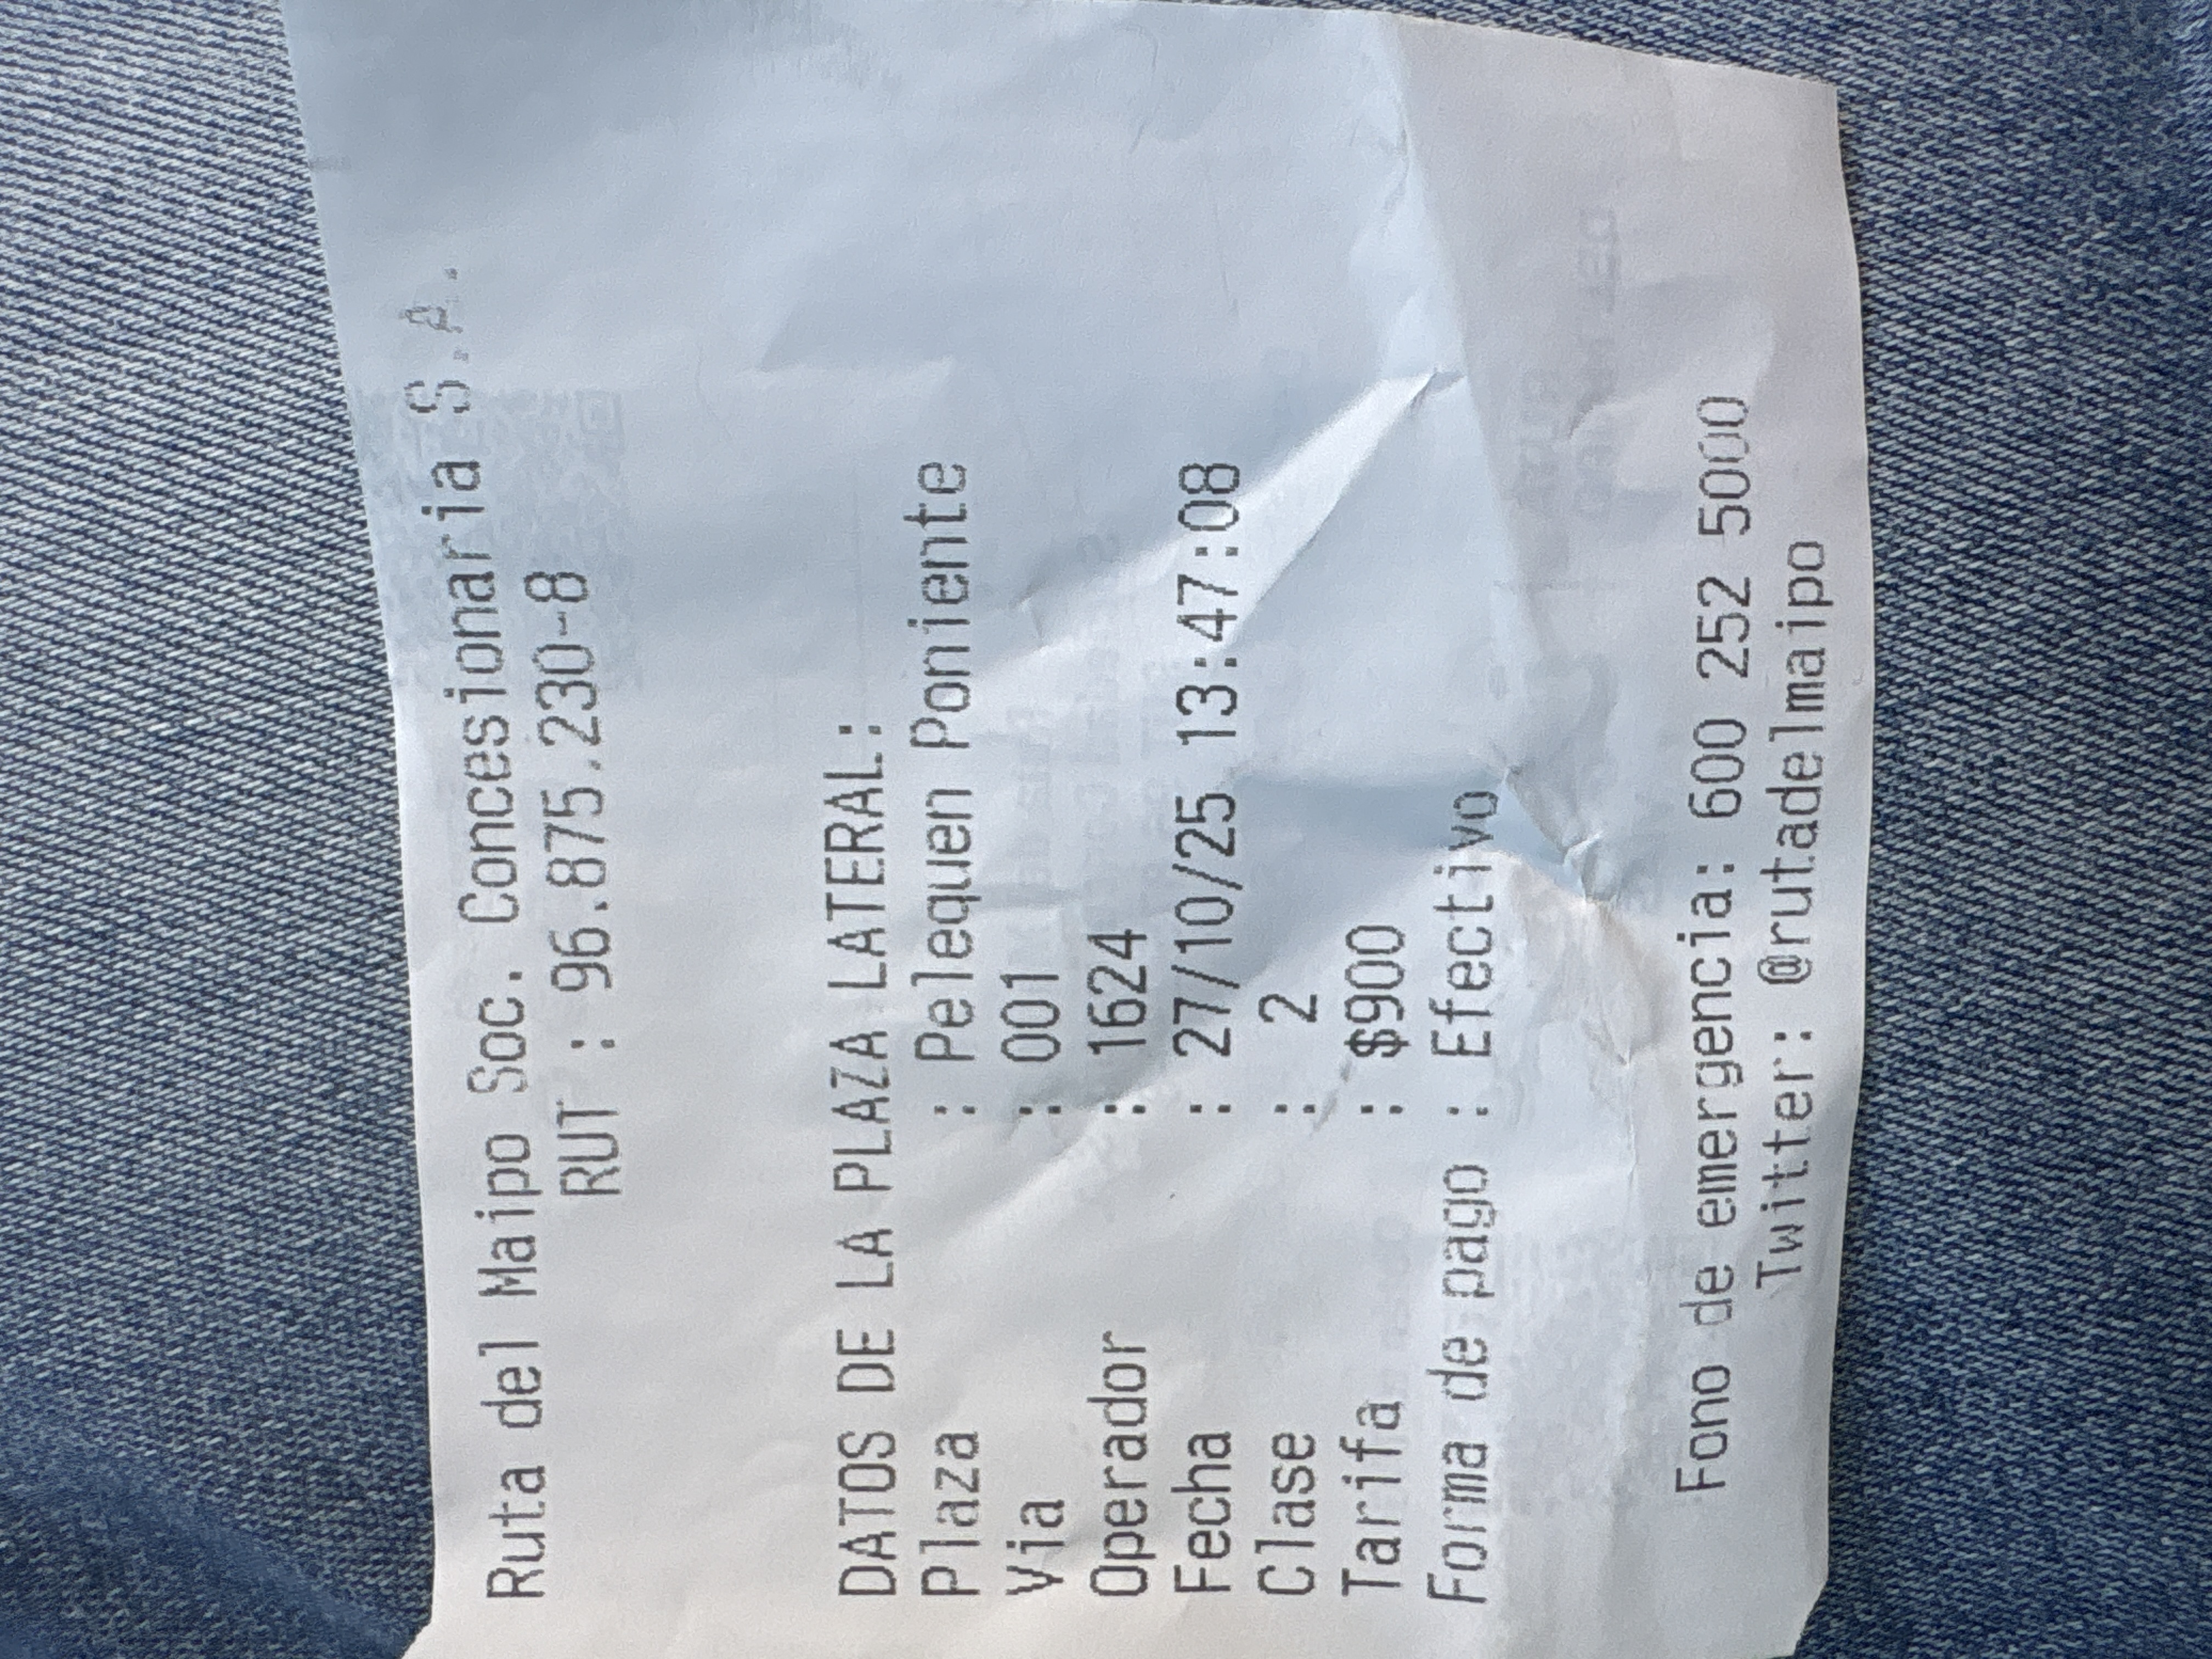 Ruta del Maipo Soc. Concesionaria S.A.
RUT : 96.875.230-8
DATOS DE LA PLAZA LATERAL:
Plaza : Pelequen Poniente
Via : 001
Operador : 1624
Fecha : 27/10/25 13:47:08
Clase : 2
Tarifa : $900
Forma de pago : Efectivo
Fono de emergencia: 600 252 5000
Twitter: @rutadelmaipo